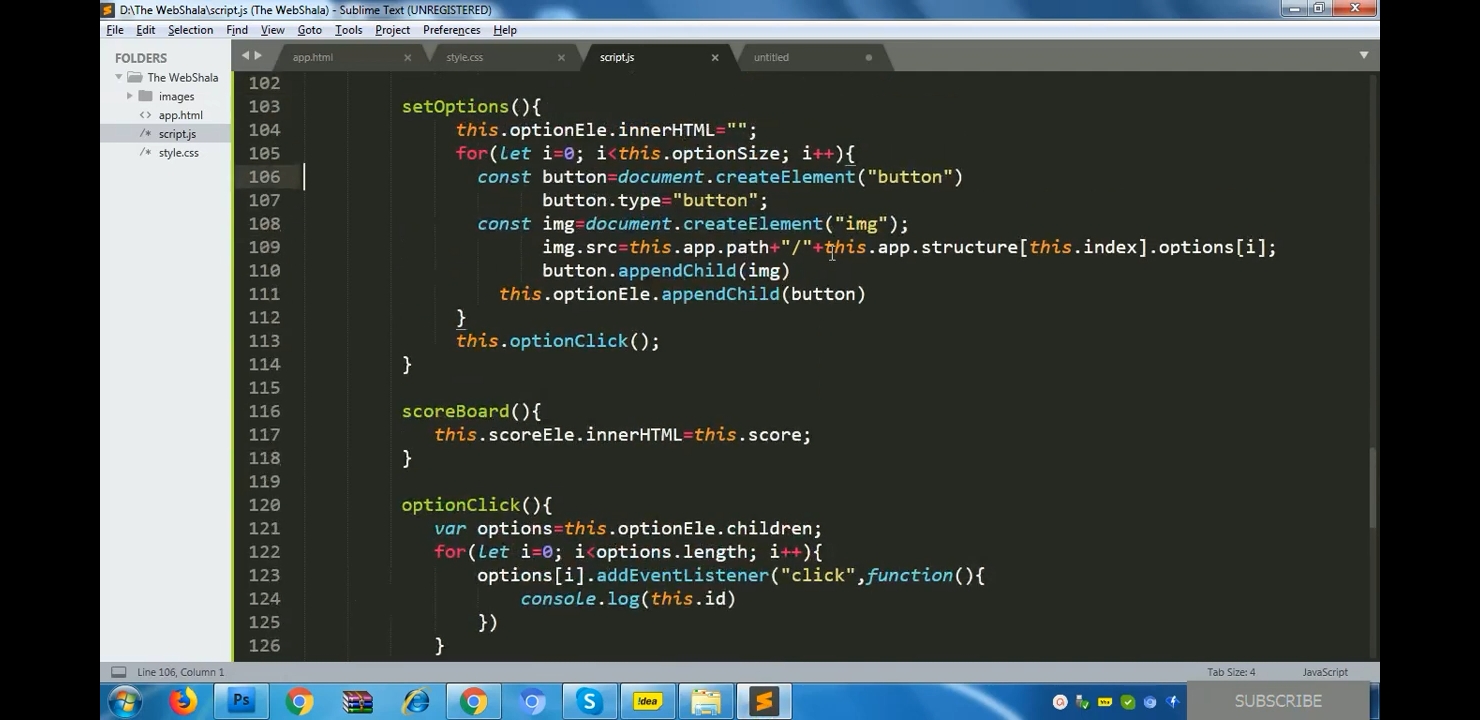 D:\The WebShala\script.js (The WebShala) - Sublime Text (UNREGISTERED)
File Edit Selection Find View Goto Tools Project Preferences Help
FOLDERS
The WebShala
images
app.html
script.js
style.css
app.html style.css script.js untitled
102
103 setOptions(){
104 this.optionEle.innerHTML="";
105 for(let i=0; i<this.optionSize; i++){
106 const button=document.createElement("button")
107 button.type="button";
108 const img=document.createElement("img");
109 img.src=this.app.path+"/"+this.app.structure[this.index].options[i];
110 button.appendChild(img)
111 this.optionEle.appendChild(button)
112 }
113 this.optionClick();
114 }
115
116 scoreBoard(){
117 this.scoreEle.innerHTML=this.score;
118 }
119
120 optionClick(){
121 var options=this.optionEle.children;
122 for(let i=0; i<options.length; i++){
123 options[i].addEventListener("click",function(){
124 console.log(this.id)
125 })
126 }
Line 106, Column 1 Tab Size: 4 JavaScript
Ps !dea SUBSCRIBE